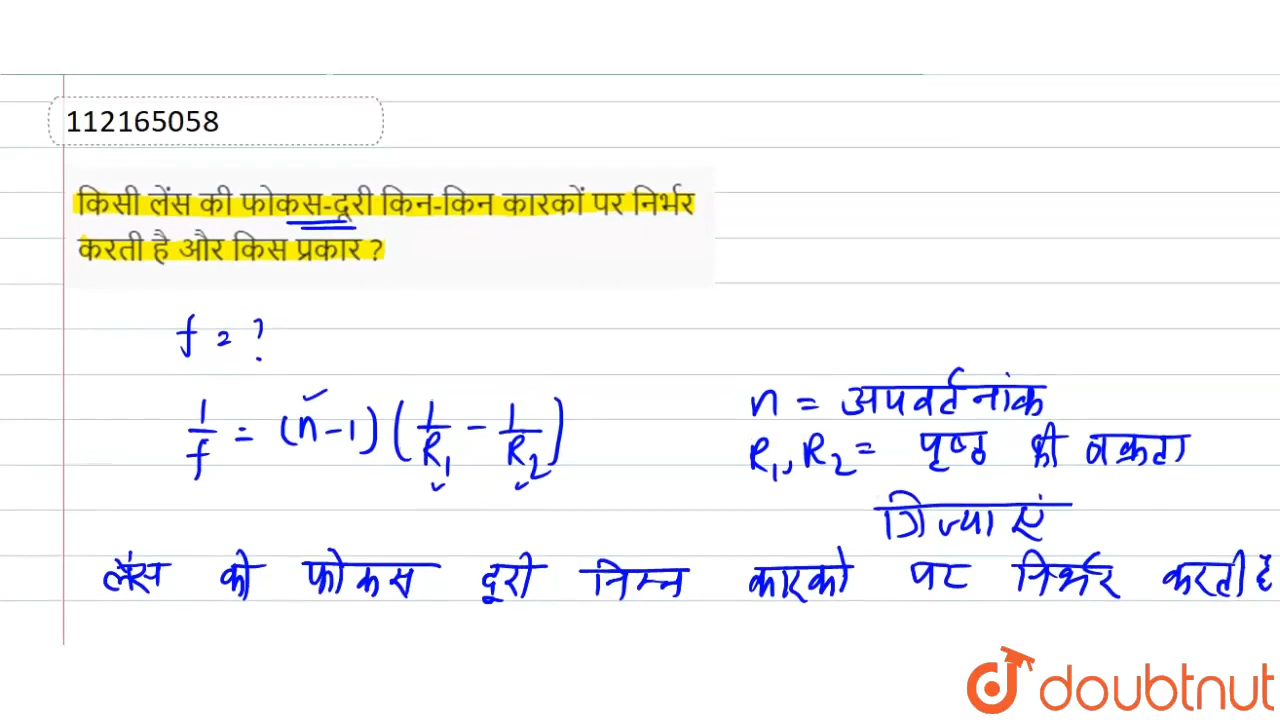 112165058
किसी लेंस की फोकस-दूरी किन-किन कारकों पर निर्भर
करती है और किस प्रकार ?
f = ?
1/f = (n-1) (1/R₁ - 1/R₂)
n = अपवर्तनांक
R₁, R₂ = पृष्ठ की वक्रता
त्रिज्याएं
लेंस की फोकस दूरी निम्न कारको पर निर्भर करती है
doubtnut